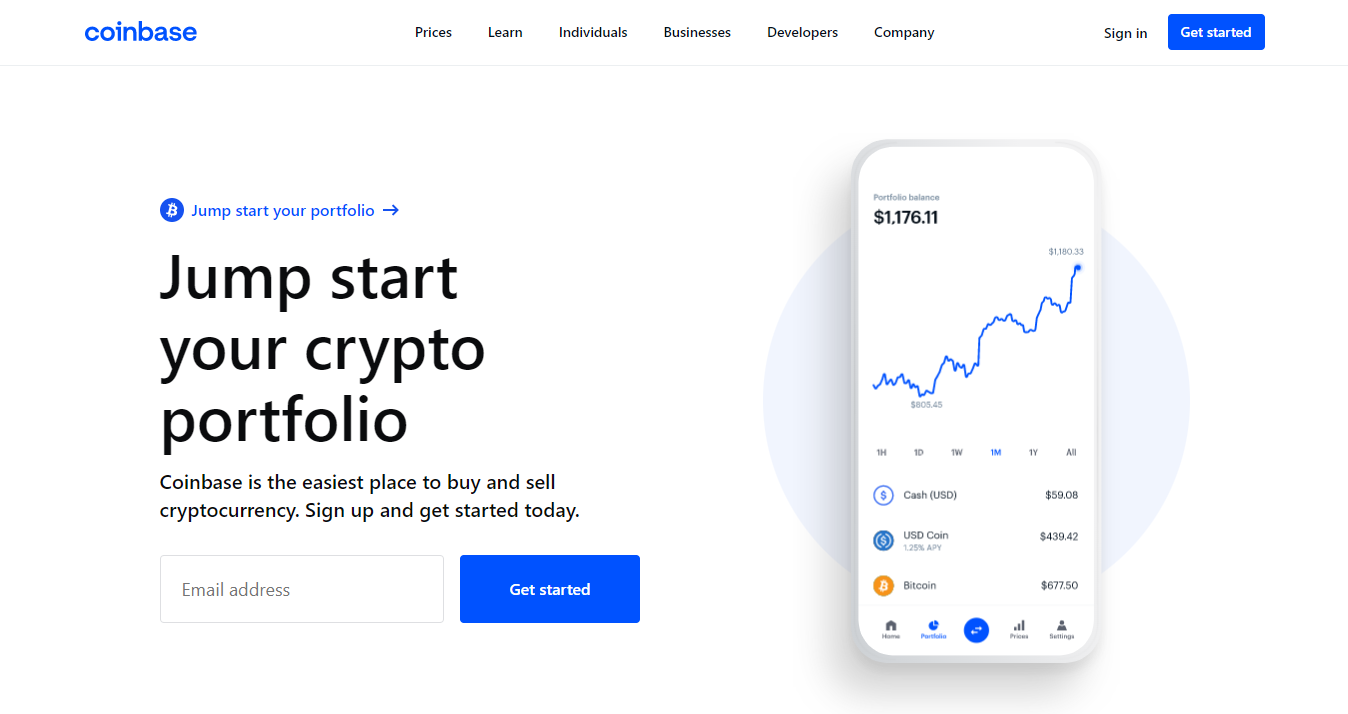 coinbase
Prices Learn Individuals Businesses Developers Company
Sign in Get started
Jump start your portfolio →
Jump start
your crypto
portfolio
Coinbase is the easiest place to buy and sell
cryptocurrency. Sign up and get started today.
Email address Get started
Portfolio balance
$1,176.11
$1,180.33
$805.45
1H 1D 1W 1M 1Y All
Cash (USD) $59.08
USD Coin $439.42
1.25% APY
Bitcoin $677.50
Home Portfolio Prices Settings